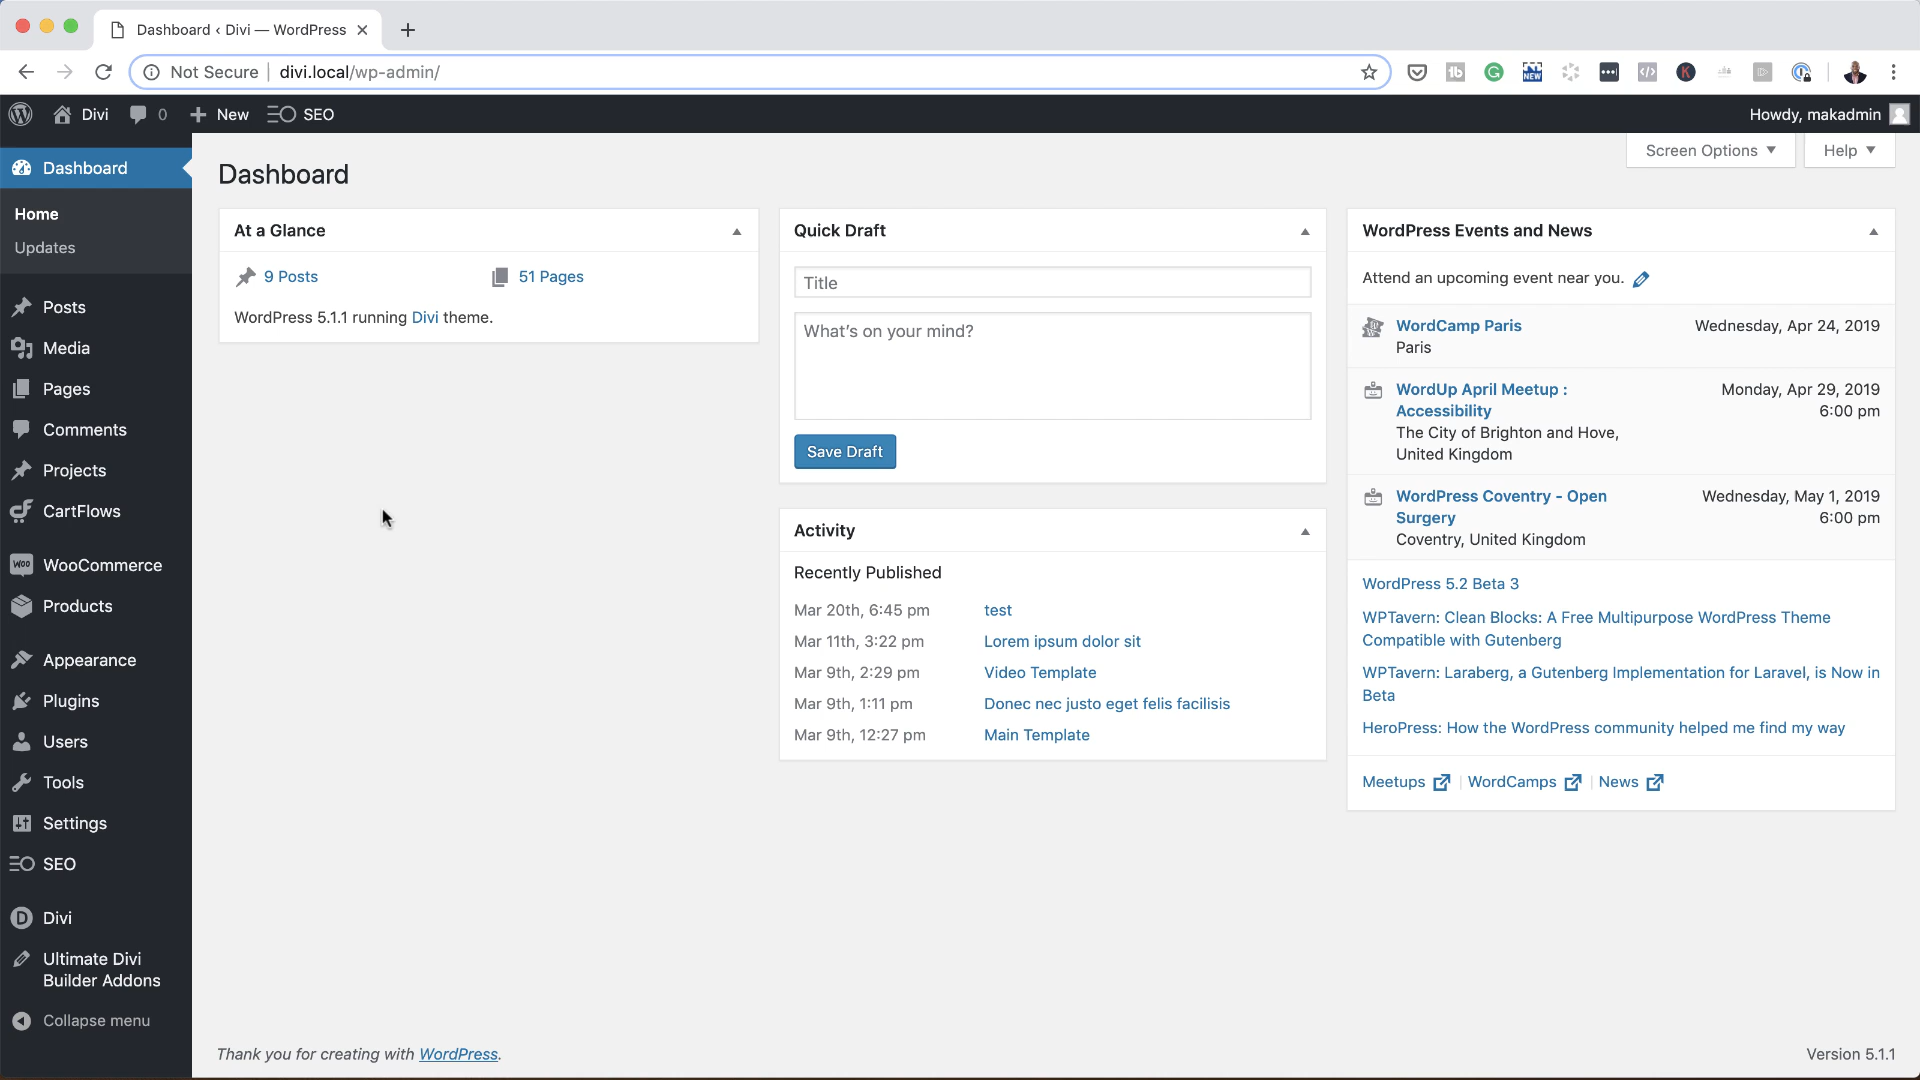 Dashboard ‹ Divi — WordPress
Not Secure | divi.local/wp-admin/
Divi 0 New SEO
Howdy, makadmin
Dashboard
Home
Updates
Posts
Media
Pages
Comments
Projects
CartFlows
WooCommerce
Products
Appearance
Plugins
Users
Tools
Settings
SEO
Divi
Ultimate Divi
Builder Addons
Collapse menu
Screen Options
Help
Dashboard
At a Glance
9 Posts
51 Pages
WordPress 5.1.1 running Divi theme.
Quick Draft
Title
What's on your mind?
Save Draft
Activity
Recently Published
Mar 20th, 6:45 pm test
Mar 11th, 3:22 pm Lorem ipsum dolor sit
Mar 9th, 2:29 pm Video Template
Mar 9th, 1:11 pm Donec nec justo eget felis facilisis
Mar 9th, 12:27 pm Main Template
WordPress Events and News
Attend an upcoming event near you.
WordCamp Paris Wednesday, Apr 24, 2019
Paris
WordUp April Meetup : Monday, Apr 29, 2019
Accessibility 6:00 pm
The City of Brighton and Hove,
United Kingdom
WordPress Coventry - Open Wednesday, May 1, 2019
Surgery 6:00 pm
Coventry, United Kingdom
WordPress 5.2 Beta 3
WPTavern: Clean Blocks: A Free Multipurpose WordPress Theme
Compatible with Gutenberg
WPTavern: Laraberg, a Gutenberg Implementation for Laravel, is Now in
Beta
HeroPress: How the WordPress community helped me find my way
Meetups | WordCamps | News
Thank you for creating with WordPress.
Version 5.1.1